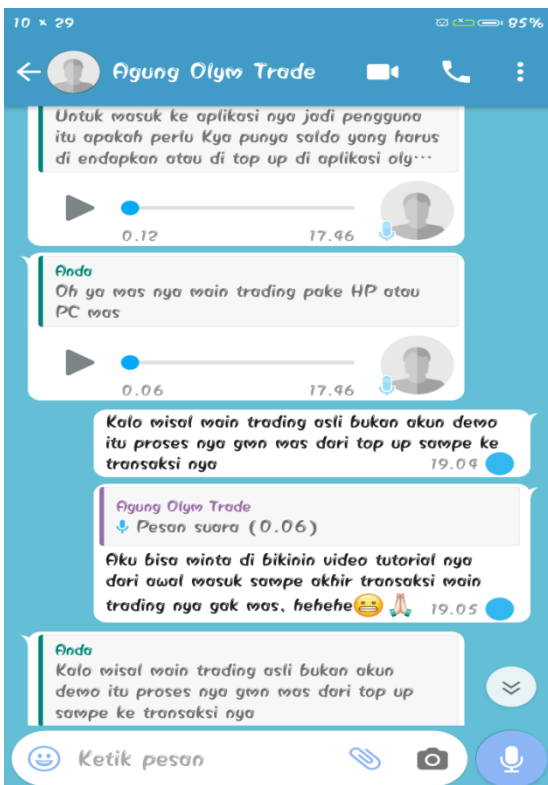 10 × 29
85%
Agung Olym Trade
Untuk masuk ke aplikasi nya jadi pengguna
itu apakah perlu Kya punya saldo yang harus
di endapkan atau di top up di aplikasi oly...
0.12
17.46
Anda
Oh ya mas nya main trading pake HP atau
PC mas
0.06
17.46
Kalo misal main trading asli bukan akun demo
itu proses nya gmn mas dari top up sampe ke
transaksi nya
19.04
Agung Olym Trade
Pesan suara (0.06)
Aku bisa minta di bikinin video tutorial nya
dari awal masuk sampe akhir transaksi main
trading nya gak mas, hehehe😬🙏🏻
19.05
Anda
Kalo misal main trading asli bukan akun
demo itu proses nya gmn mas dari top up
sampe ke transaksi nya
Ketik pesan